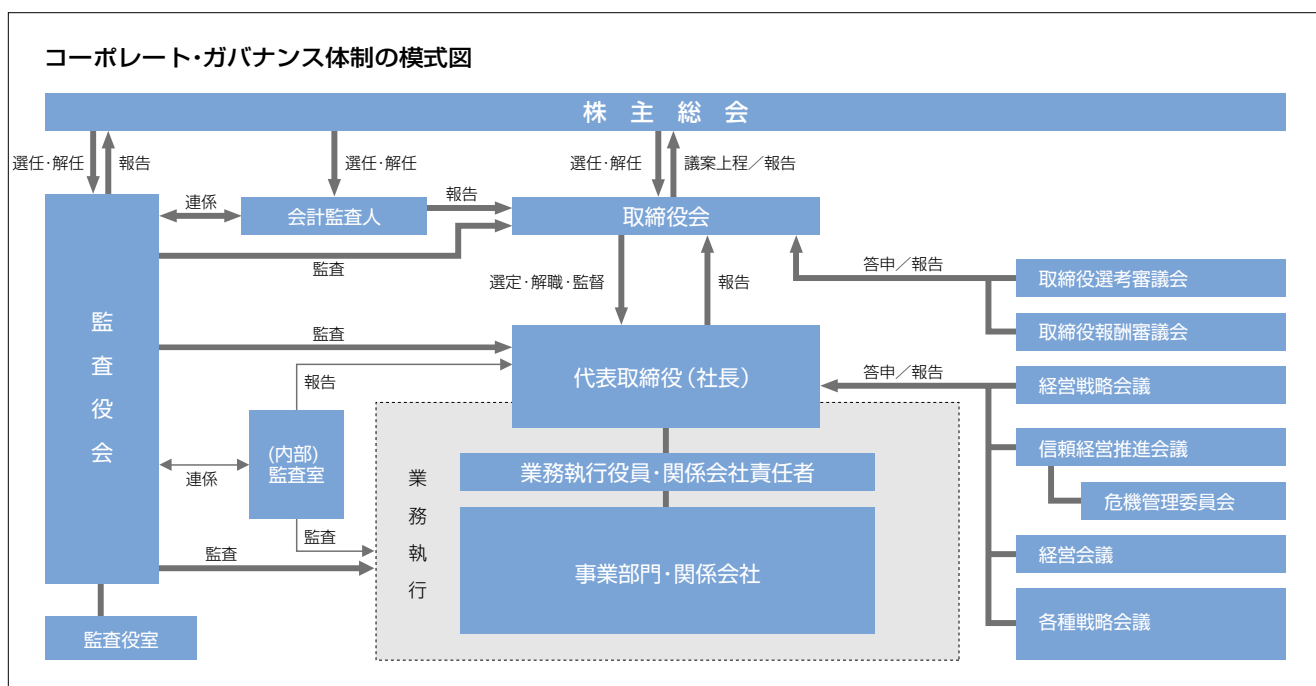 コーポレート・ガバナンス体制の模式図
株主総会
選任・解任
報告
選任・解任
選任・解任
議案上程／報告
連係
会計監査人
報告
取締役会
監査
選定・解職・監督
報告
答申／報告
取締役選考審議会
取締役報酬審議会
監査役会
監査
代表取締役（社長）
報告
答申／報告
経営戦略会議
信頼経営推進会議
危機管理委員会
経営会議
各種戦略会議
(内部)
監査室
連係
業務執行
業務執行役員・関係会社責任者
監査
監査
事業部門・関係会社
監査役室